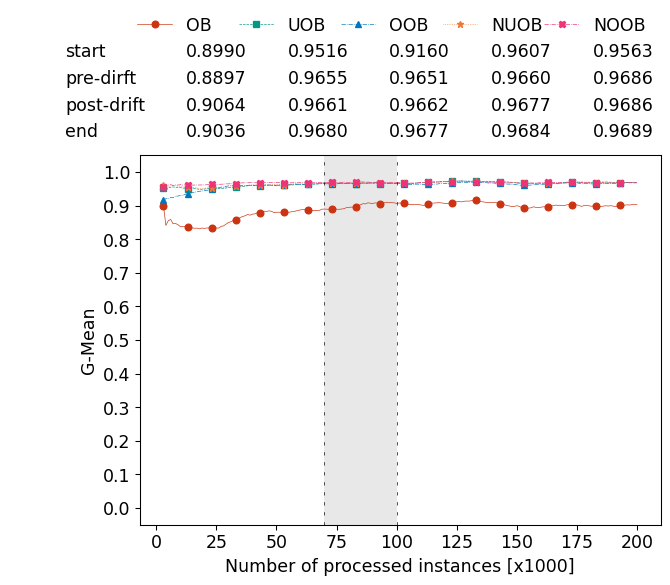 OB UOB OOB NUOB NOOB
start 0.8990 0.9516 0.9160 0.9607 0.9563
pre-dirft 0.8897 0.9655 0.9651 0.9660 0.9686
post-drift 0.9064 0.9661 0.9662 0.9677 0.9686
end 0.9036 0.9680 0.9677 0.9684 0.9689
1.0
0.9
0.8
0.7
0.6
0.5
0.4
0.3
0.2
0.1
0.0
G-Mean
0 25 50 75 100 125 150 175 200
Number of processed instances [x1000]